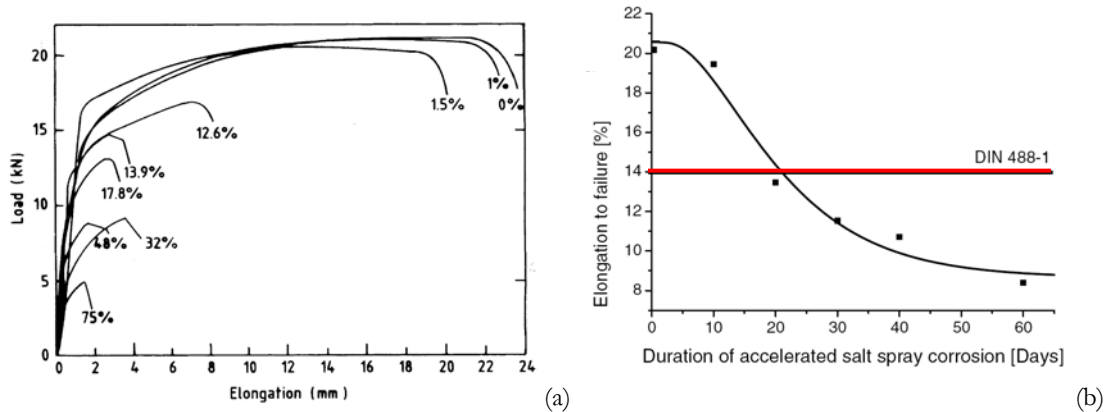 20
15
10
5
0
Load (kN)
1%
0%
1.5%
12.6%
13.9%
17.8%
48%
32%
75%
0 2 4 6 8 10 12 14 16 18 20 22 24
Elongation (mm)
(a)
22
20
18
16
14
12
10
8
Elongation to failure [%]
DIN 488-1
0 10 20 30 40 50 60
Duration of accelerated salt spray corrosion [Days]
(b)